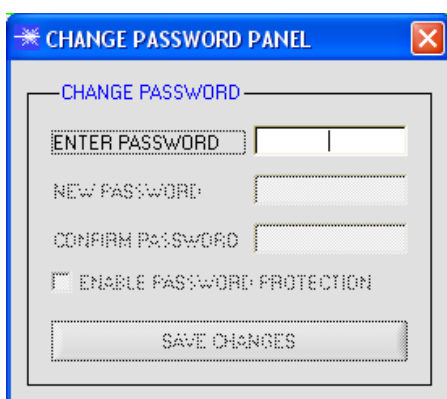 CHANGE PASSWORD PANEL
CHANGE PASSWORD
ENTER PASSWORD
NEW PASSWORD
CONFIRM PASSWORD
ENABLE PASSWORD PROTECTION
SAVE CHANGES